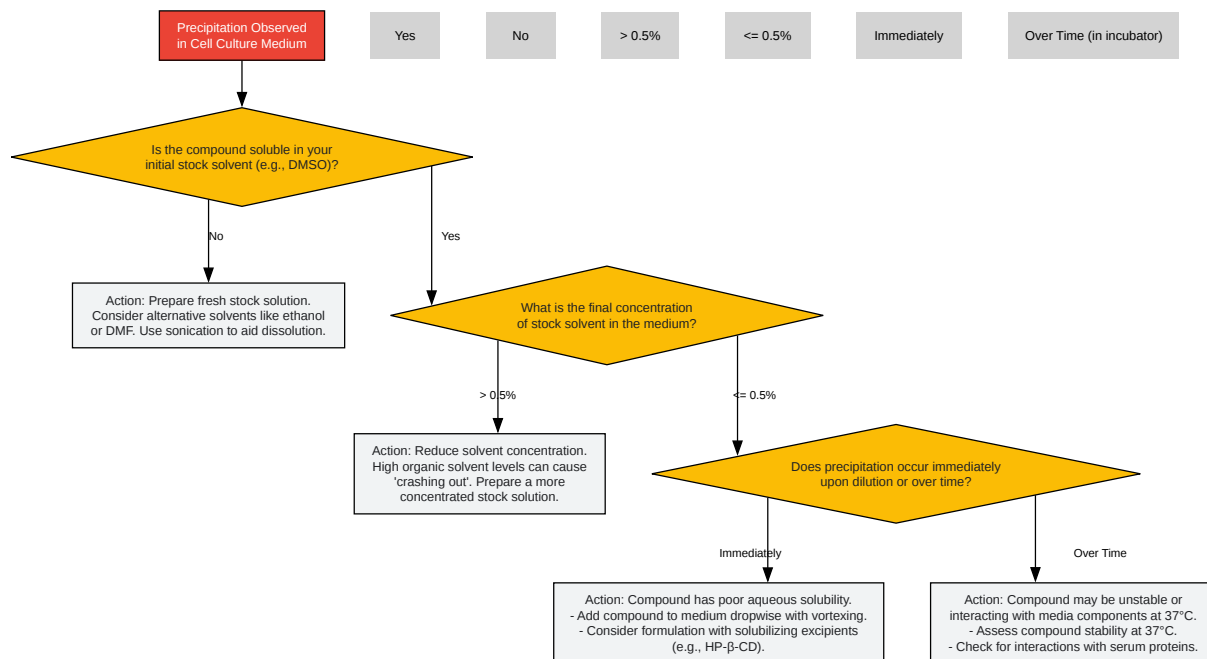 Precipitation Observed
in Cell Culture Medium
Yes
No
> 0.5%
<= 0.5%
Immediately
Over Time (in incubator)
Is the compound soluble in your
initial stock solvent (e.g., DMSO)?
No
Yes
Action: Prepare fresh stock solution.
Consider alternative solvents like ethanol
or DMF. Use sonication to aid dissolution.
What is the final concentration
of stock solvent in the medium?
> 0.5%
<= 0.5%
Action: Reduce solvent concentration.
High organic solvent levels can cause
'crashing out'. Prepare a more
concentrated stock solution.
Does precipitation occur immediately
upon dilution or over time?
Immediately
Over Time
Action: Compound has poor aqueous solubility.
- Add compound to medium dropwise with vortexing.
- Consider formulation with solubilizing excipients
(e.g., HP-β-CD).
Action: Compound may be unstable or
interacting with media components at 37°C.
- Assess compound stability at 37°C.
- Check for interactions with serum proteins.